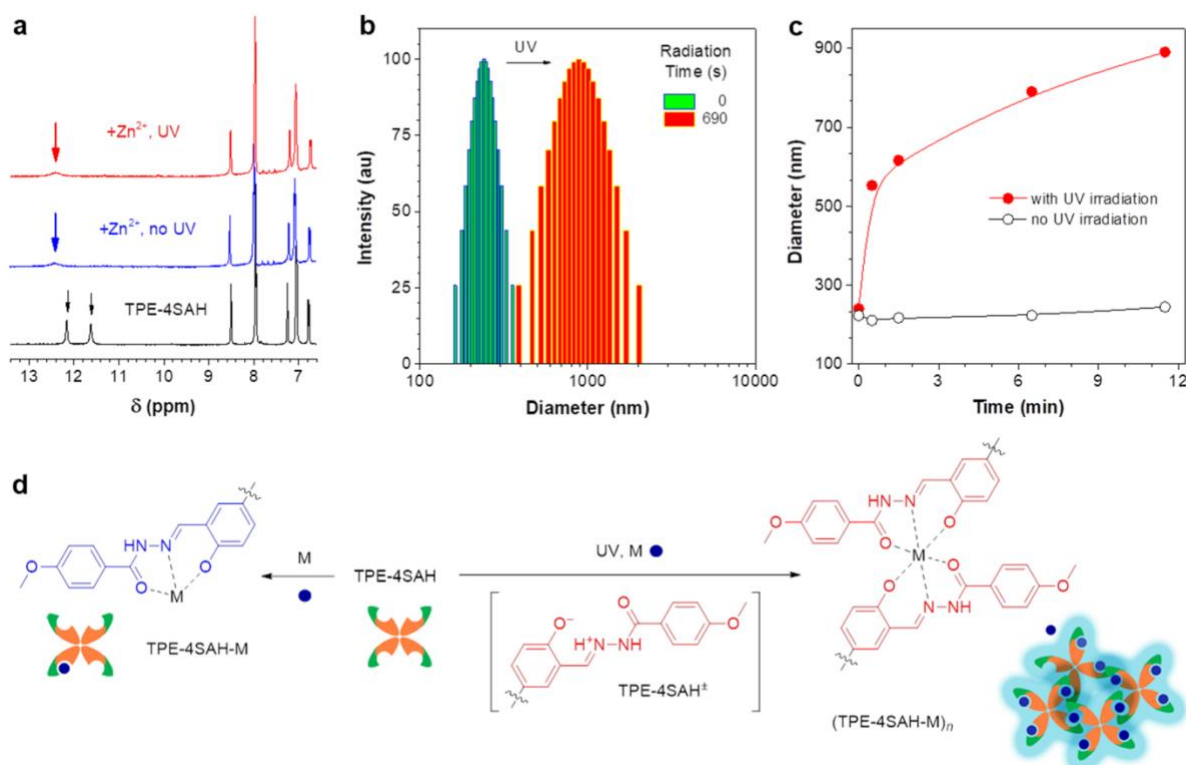 a
+Zn²⁺, UV
+Zn²⁺, no UV
TPE-4SAH
13 12 11 10 9 8 7
δ (ppm)
b
UV
Radiation
Time (s)
0
690
100
75
50
25
0
Intensity (au)
100 1000 10000
Diameter (nm)
c
900
700
500
300
100
Diameter (nm)
with UV irradiation
no UV irradiation
0 3 6 9 12
Time (min)
d
O
HN N
O
O
M
TPE-4SAH-M
M
TPE-4SAH
UV, M
O⁻
H⁺
N NH
O
O
TPE-4SAH±
O
HN N
O
O
M
O
O
N NH
O
(TPE-4SAH-M)n